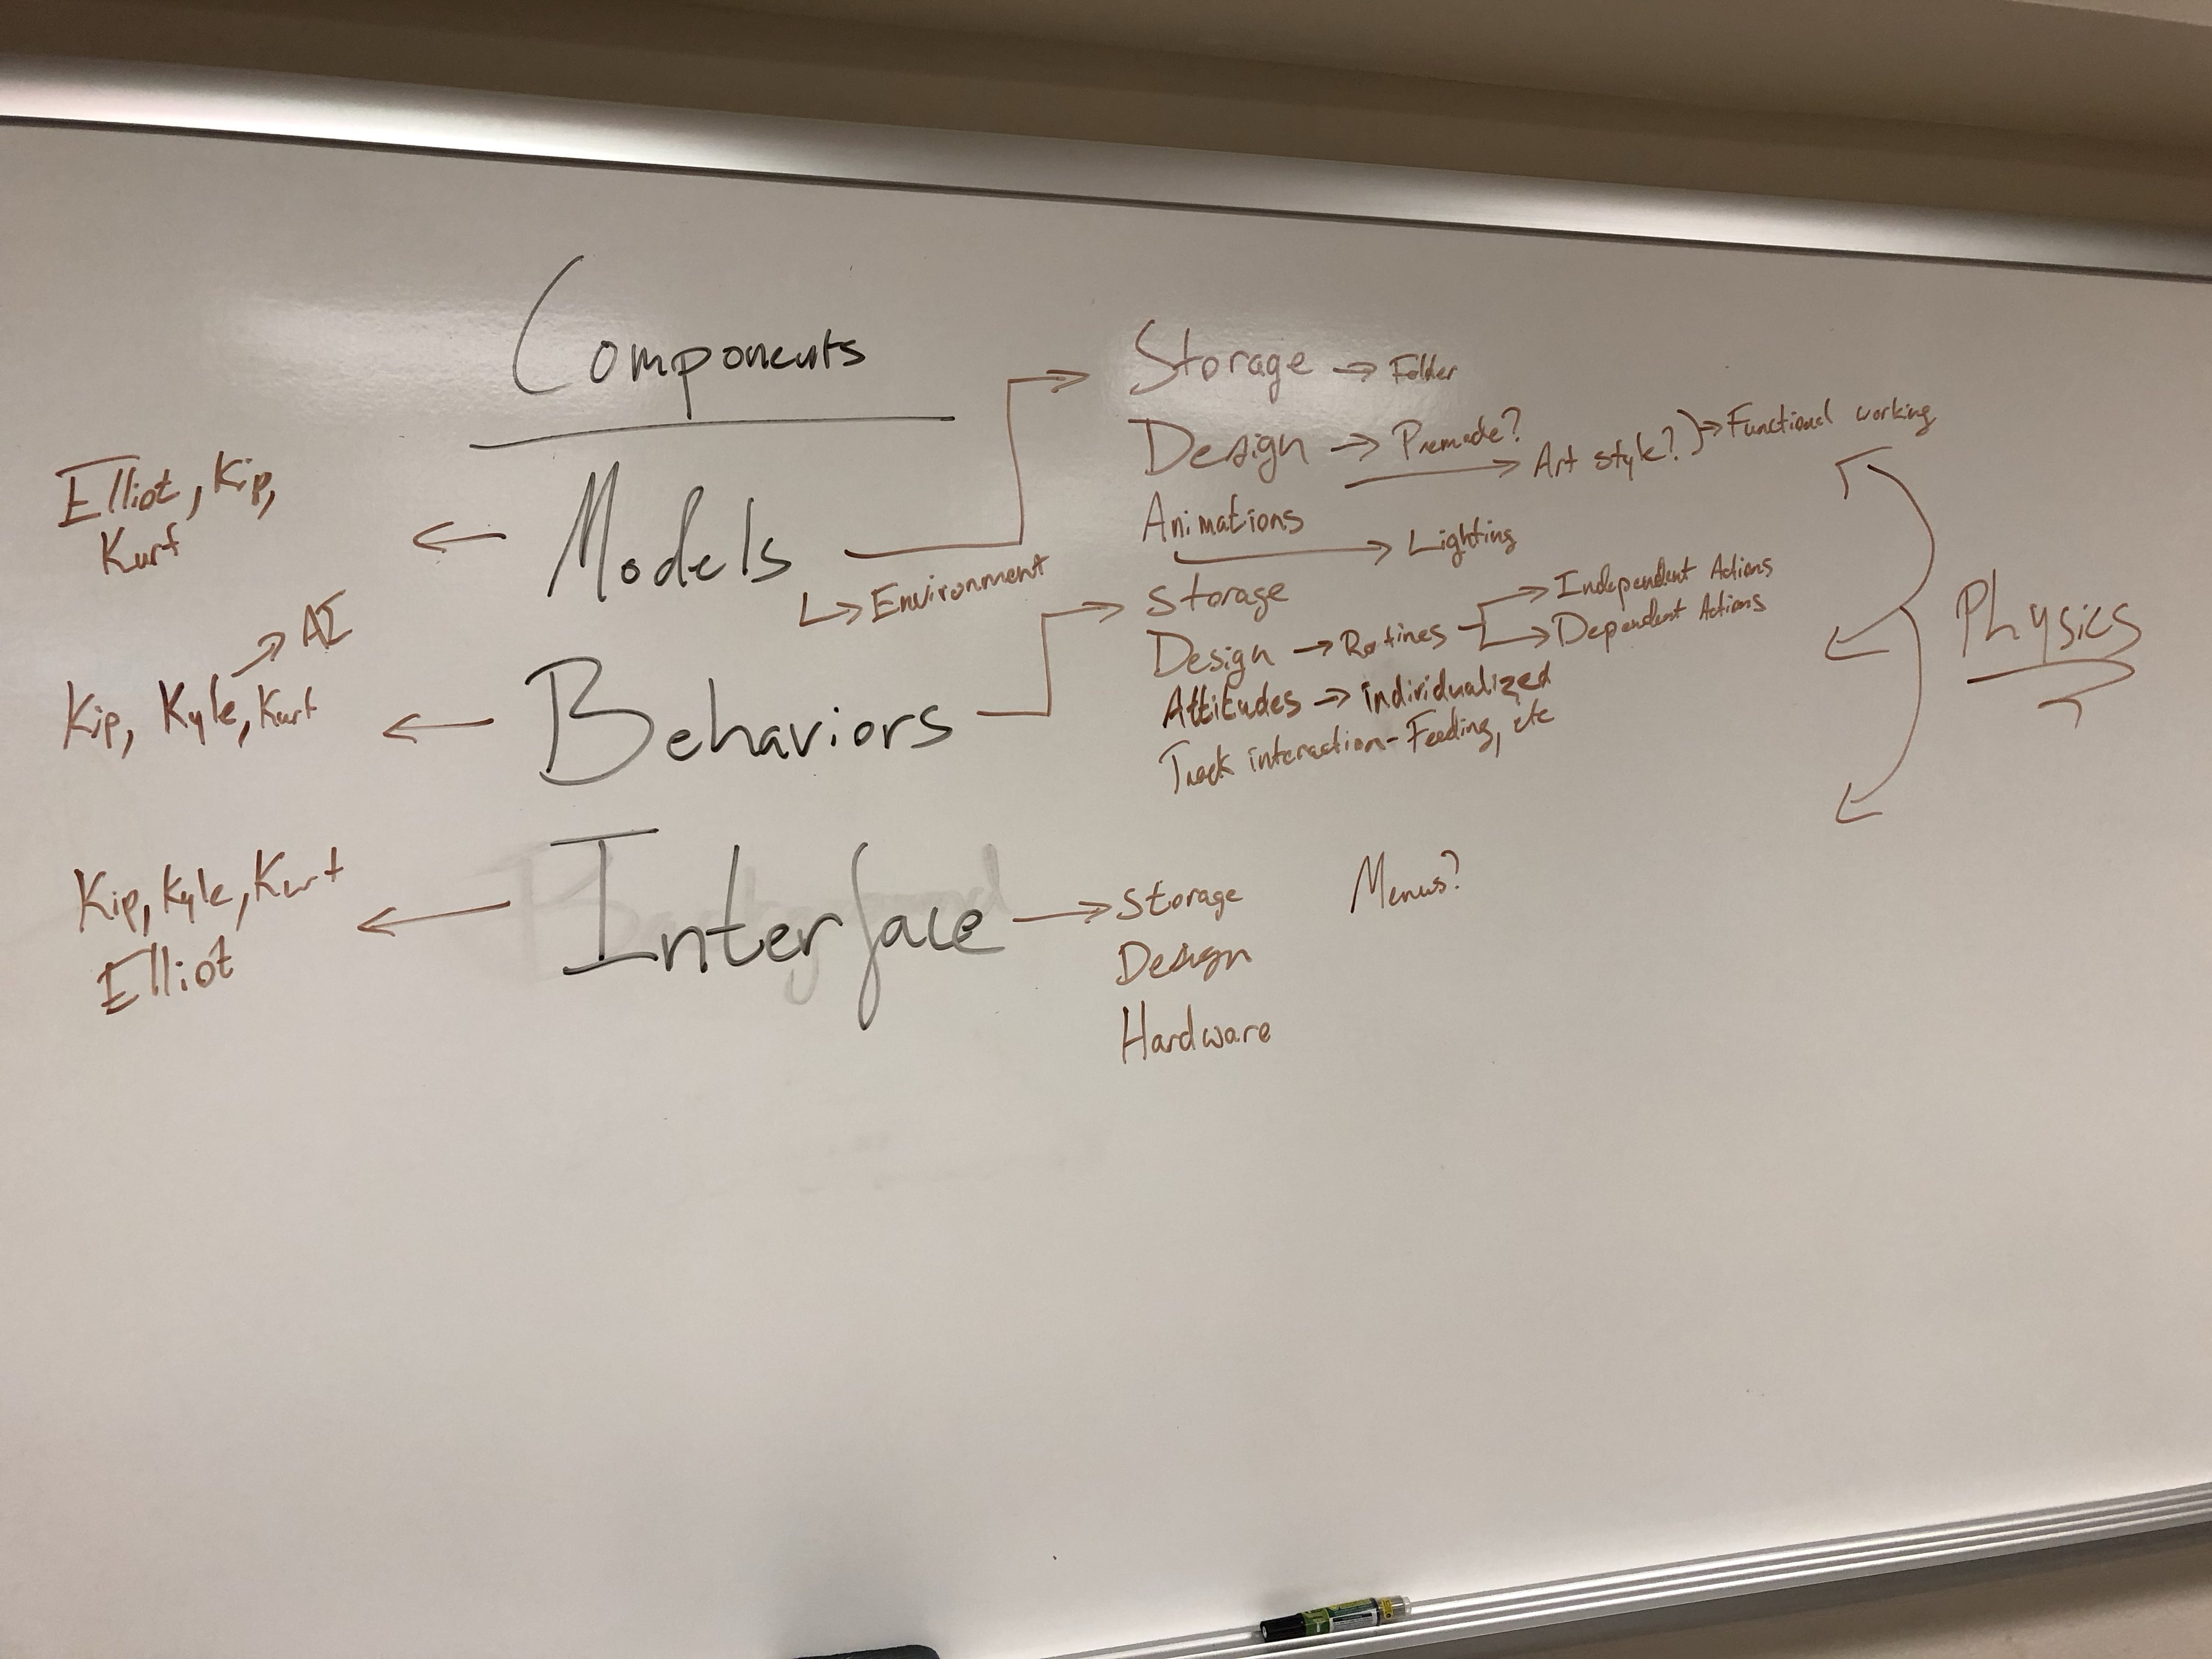 Components
Elliot, Kip,
Kurt
← Models
↳ Environment
→ Storage → Folder
Design → Premade?
→ Art style? → Functional working
Animations
→ Lighting
→ AI
Kip, Kyle, Kurt
← Behaviors
→ Storage
Design → Rotines → Independent Actions
→ Dependent Actions
Attitudes → individualized
Track interaction - Feeding, etc
Physics
Kip, Kyle, Kurt
Elliot
← Interface
→ Storage
Menus?
Design
Hardware